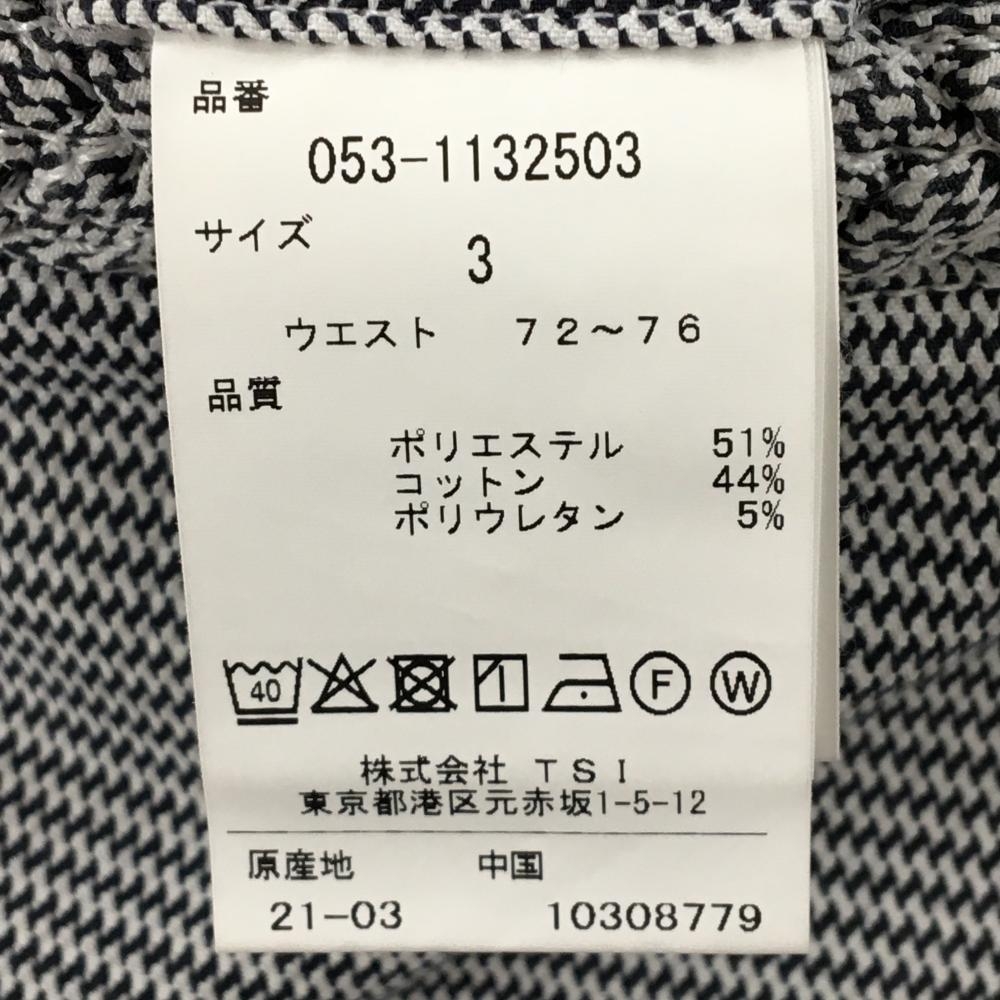 品番
053-1132503
サイズ
3
ウエスト 72～76
品質
ポリエステル 51%
コットン 44%
ポリウレタン 5%
40 F W
株式会社 TSI
東京都港区元赤坂1-5-12
原産地 中国
21-03 10308779